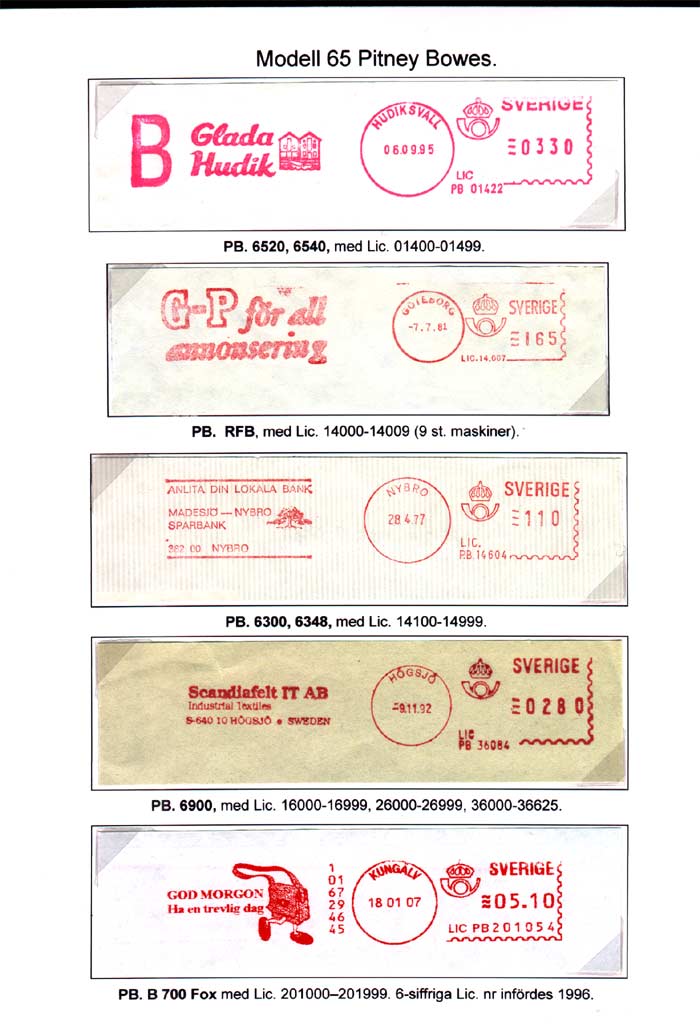 Modell 65 Pitney Bowes.
B
Glada
Hudik
HUDIKSVALL
06.09.95
SVERIGE
0330
LIC
PB 01422
PB. 6520, 6540, med Lic. 01400-01499.
G-P för all
annonsering
GÖTEBORG
-7.7.81
SVERIGE
165
LIC.14,007
PB. RFB, med Lic. 14000-14009 (9 st. maskiner).
ANLITA DIN LOKALA BANK
MADESJÖ — NYBRO
SPARBANK
382 00 NYBRO
NYBRO
28.4.77
SVERIGE
110
LIC.
P.B.14604
PB. 6300, 6348, med Lic. 14100-14999.
Scandiafelt IT AB
Industrial Textiles
S-640 10 HÖGSJÖ • SWEDEN
HÖGSJÖ
-9.11.92
SVERIGE
0280
LIC
PB 36084
PB. 6900, med Lic. 16000-16999, 26000-26999, 36000-36625.
GOD MORGON
Ha en trevlig dag
1
01
67
29
46
45
KUNGÄLV
18 01 07
SVERIGE
05.10
LIC PB201054
PB. B 700 Fox med Lic. 201000–201999. 6-siffriga Lic. nr infördes 1996.